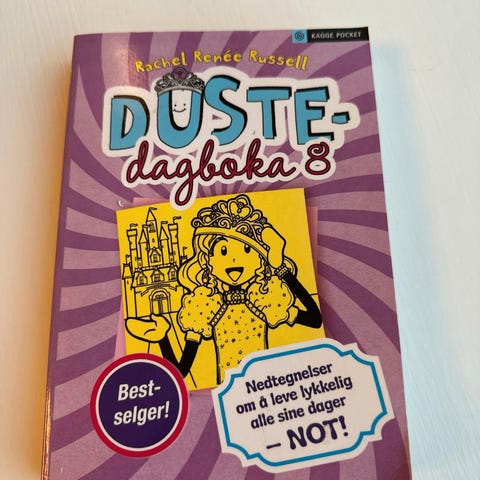 KAGGE POCKET
Rachel Renée Russell
DUSTE-
dagboka 8
Best-
selger!
Nedtegnelser
om å leve lykkelig
alle sine dager
– NOT!